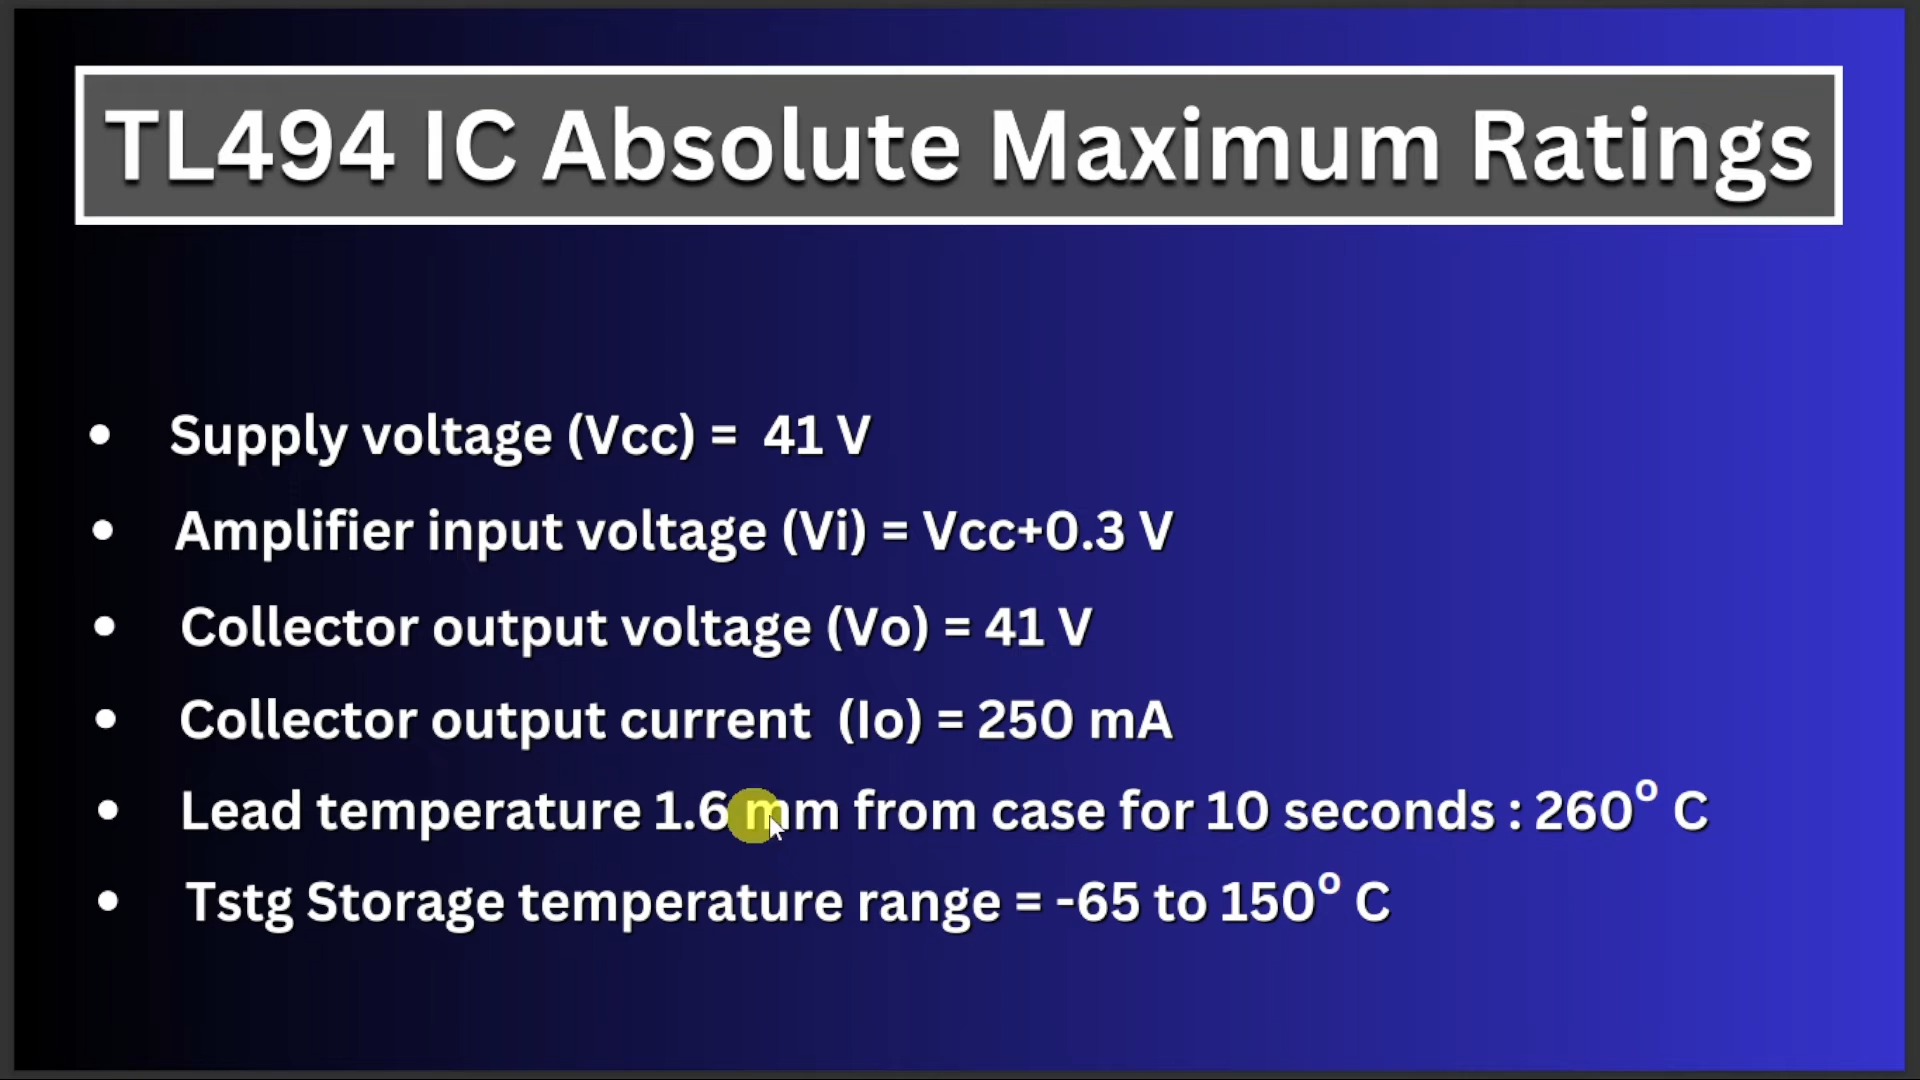 TL494 IC Absolute Maximum Ratings
• Supply voltage (Vcc) = 41 V
• Amplifier input voltage (Vi) = Vcc+0.3 V
• Collector output voltage (Vo) = 41 V
• Collector output current (Io) = 250 mA
• Lead temperature 1.6 mm from case for 10 seconds : 260° C
• Tstg Storage temperature range = -65 to 150° C